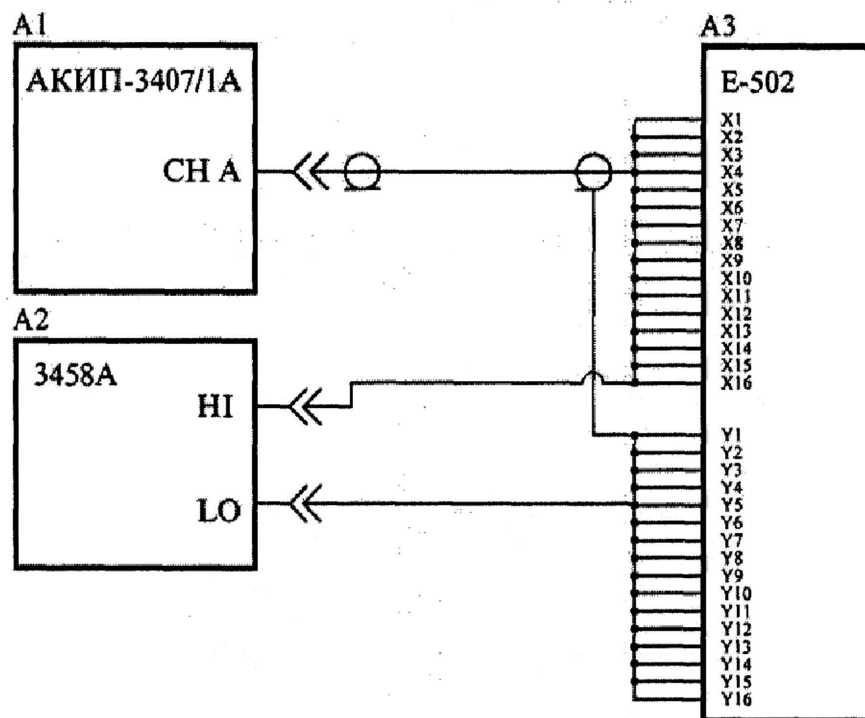 A1
АКИП-3407/1А
CH A
A2
3458A
HI
LO
A3
E-502
X1
X2
X3
X4
X5
X6
X7
X8
X9
X10
X11
X12
X13
X14
X15
X16
Y1
Y2
Y3
Y4
Y5
Y6
Y7
Y8
Y9
Y10
Y11
Y12
Y13
Y14
Y15
Y16